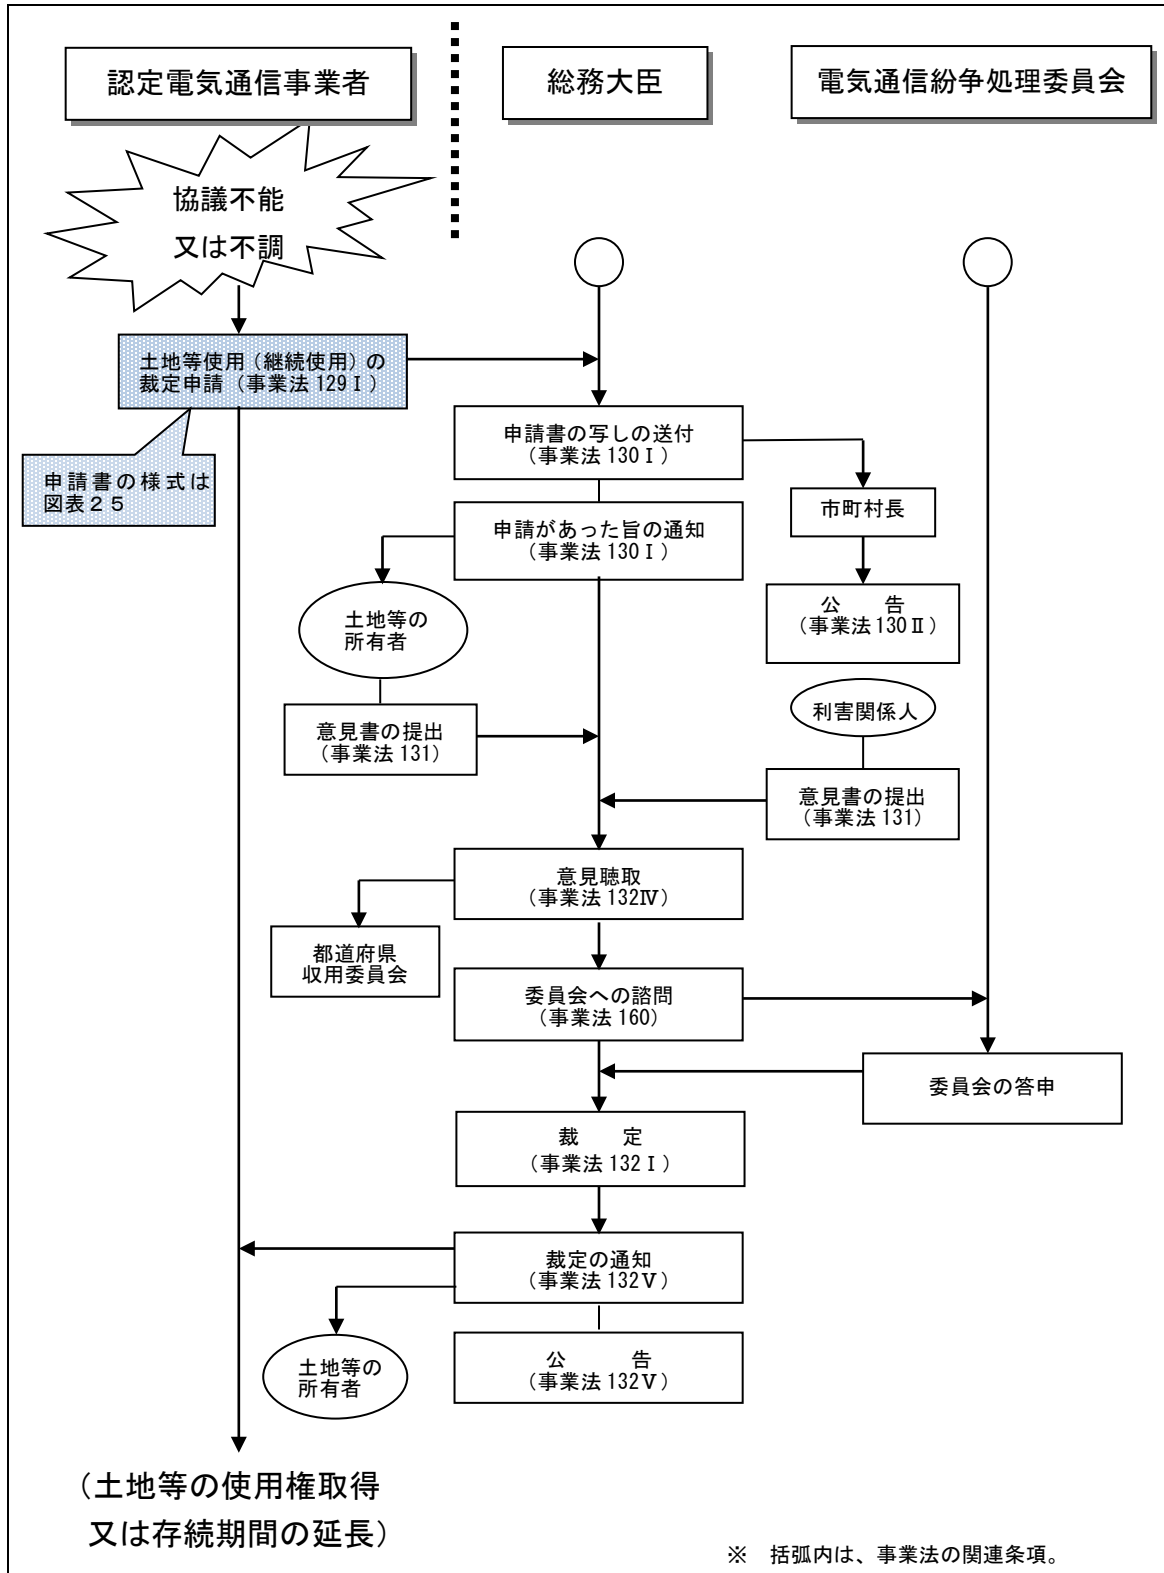 認定電気通信事業者
総務大臣
電気通信紛争処理委員会
協議不能
又は不調
土地等使用（継続使用）の
裁定申請（事業法129Ⅰ）
申請書の様式は
図表２５
申請書の写しの送付
（事業法130Ⅰ）
市町村長
申請があった旨の通知
（事業法130Ⅰ）
公　　告
（事業法130Ⅱ）
土地等の
所有者
利害関係人
意見書の提出
（事業法131）
意見書の提出
（事業法131）
意見聴取
（事業法132Ⅳ）
都道府県
収用委員会
委員会への諮問
（事業法160）
委員会の答申
裁　　定
（事業法132Ⅰ）
裁定の通知
（事業法132Ⅴ）
土地等の
所有者
公　　　告
（事業法132Ⅴ）
（土地等の使用権取得
又は存続期間の延長）
※　括弧内は、事業法の関連条項。